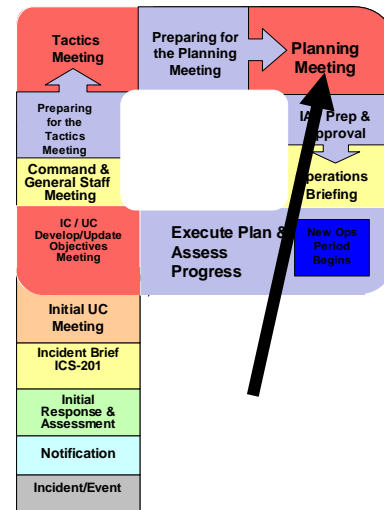 Tactics
Meeting
Preparing for
the Planning
Meeting
Planning
Meeting
Preparing
for the
Tactics
Meeting
IAP Prep &
Approval
Command &
General Staff
Meeting
Operations
Briefing
IC / UC
Develop/Update
Objectives
Meeting
Execute Plan &
Assess
Progress
New Ops
Period
Begins
Initial UC
Meeting
Incident Brief
ICS-201
Initial
Response &
Assessment
Notification
Incident/Event